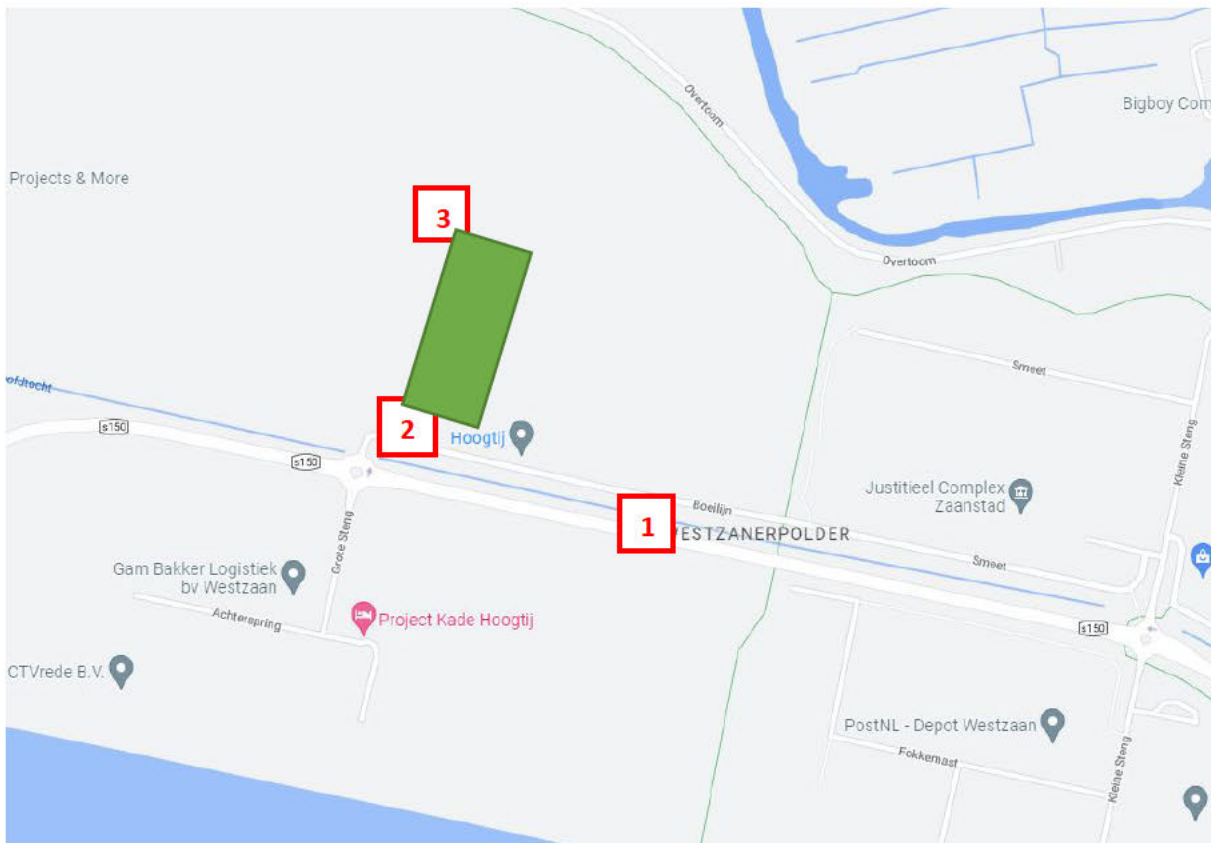 Overtoom
Bigboy Com
Projects & More
3
Overtoom
Smeet
ofdtocht
s150
2
Hoogtij
s150
Kleine Steng
Justitieel Complex
Zaanstad
Boeilijn
1
ESTZANERPOLDER
Grote Steng
Smeet
Gam Bakker Logistiek
bv Westzaan
Achterspring
Project Kade Hoogtij
s150
CTVrede B.V.
PostNL - Depot Westzaan
Fokkemast
Kleine Steng